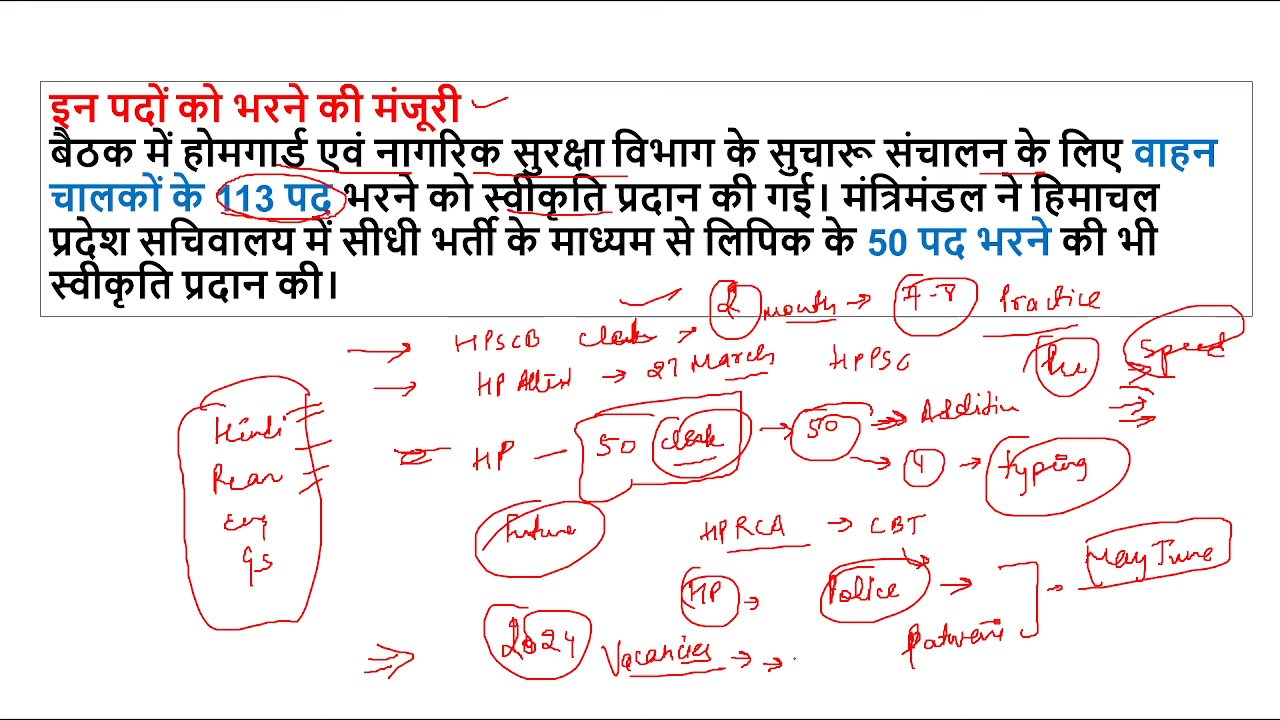 इन पदों को भरने की मंजूरी
बैठक में होमगार्ड एवं नागरिक सुरक्षा विभाग के सुचारू संचालन के लिए वाहन
चालकों के 113 पद भरने को स्वीकृति प्रदान की गई। मंत्रिमंडल ने हिमाचल
प्रदेश सचिवालय में सीधी भर्ती के माध्यम से लिपिक के 50 पद भरने की भी
स्वीकृति प्रदान की।
2 month → 7-8 Practice
HPSCB Clerk
Speed
HP → 27 March HPPSC
Hindi
HP - 50 Clerk → 50 → Addition
→ 4 → typing
Reas
Eng
GS
Future
HPRCA → CBT
May June
HP → Police →
Patwari
2024 Vacancies →